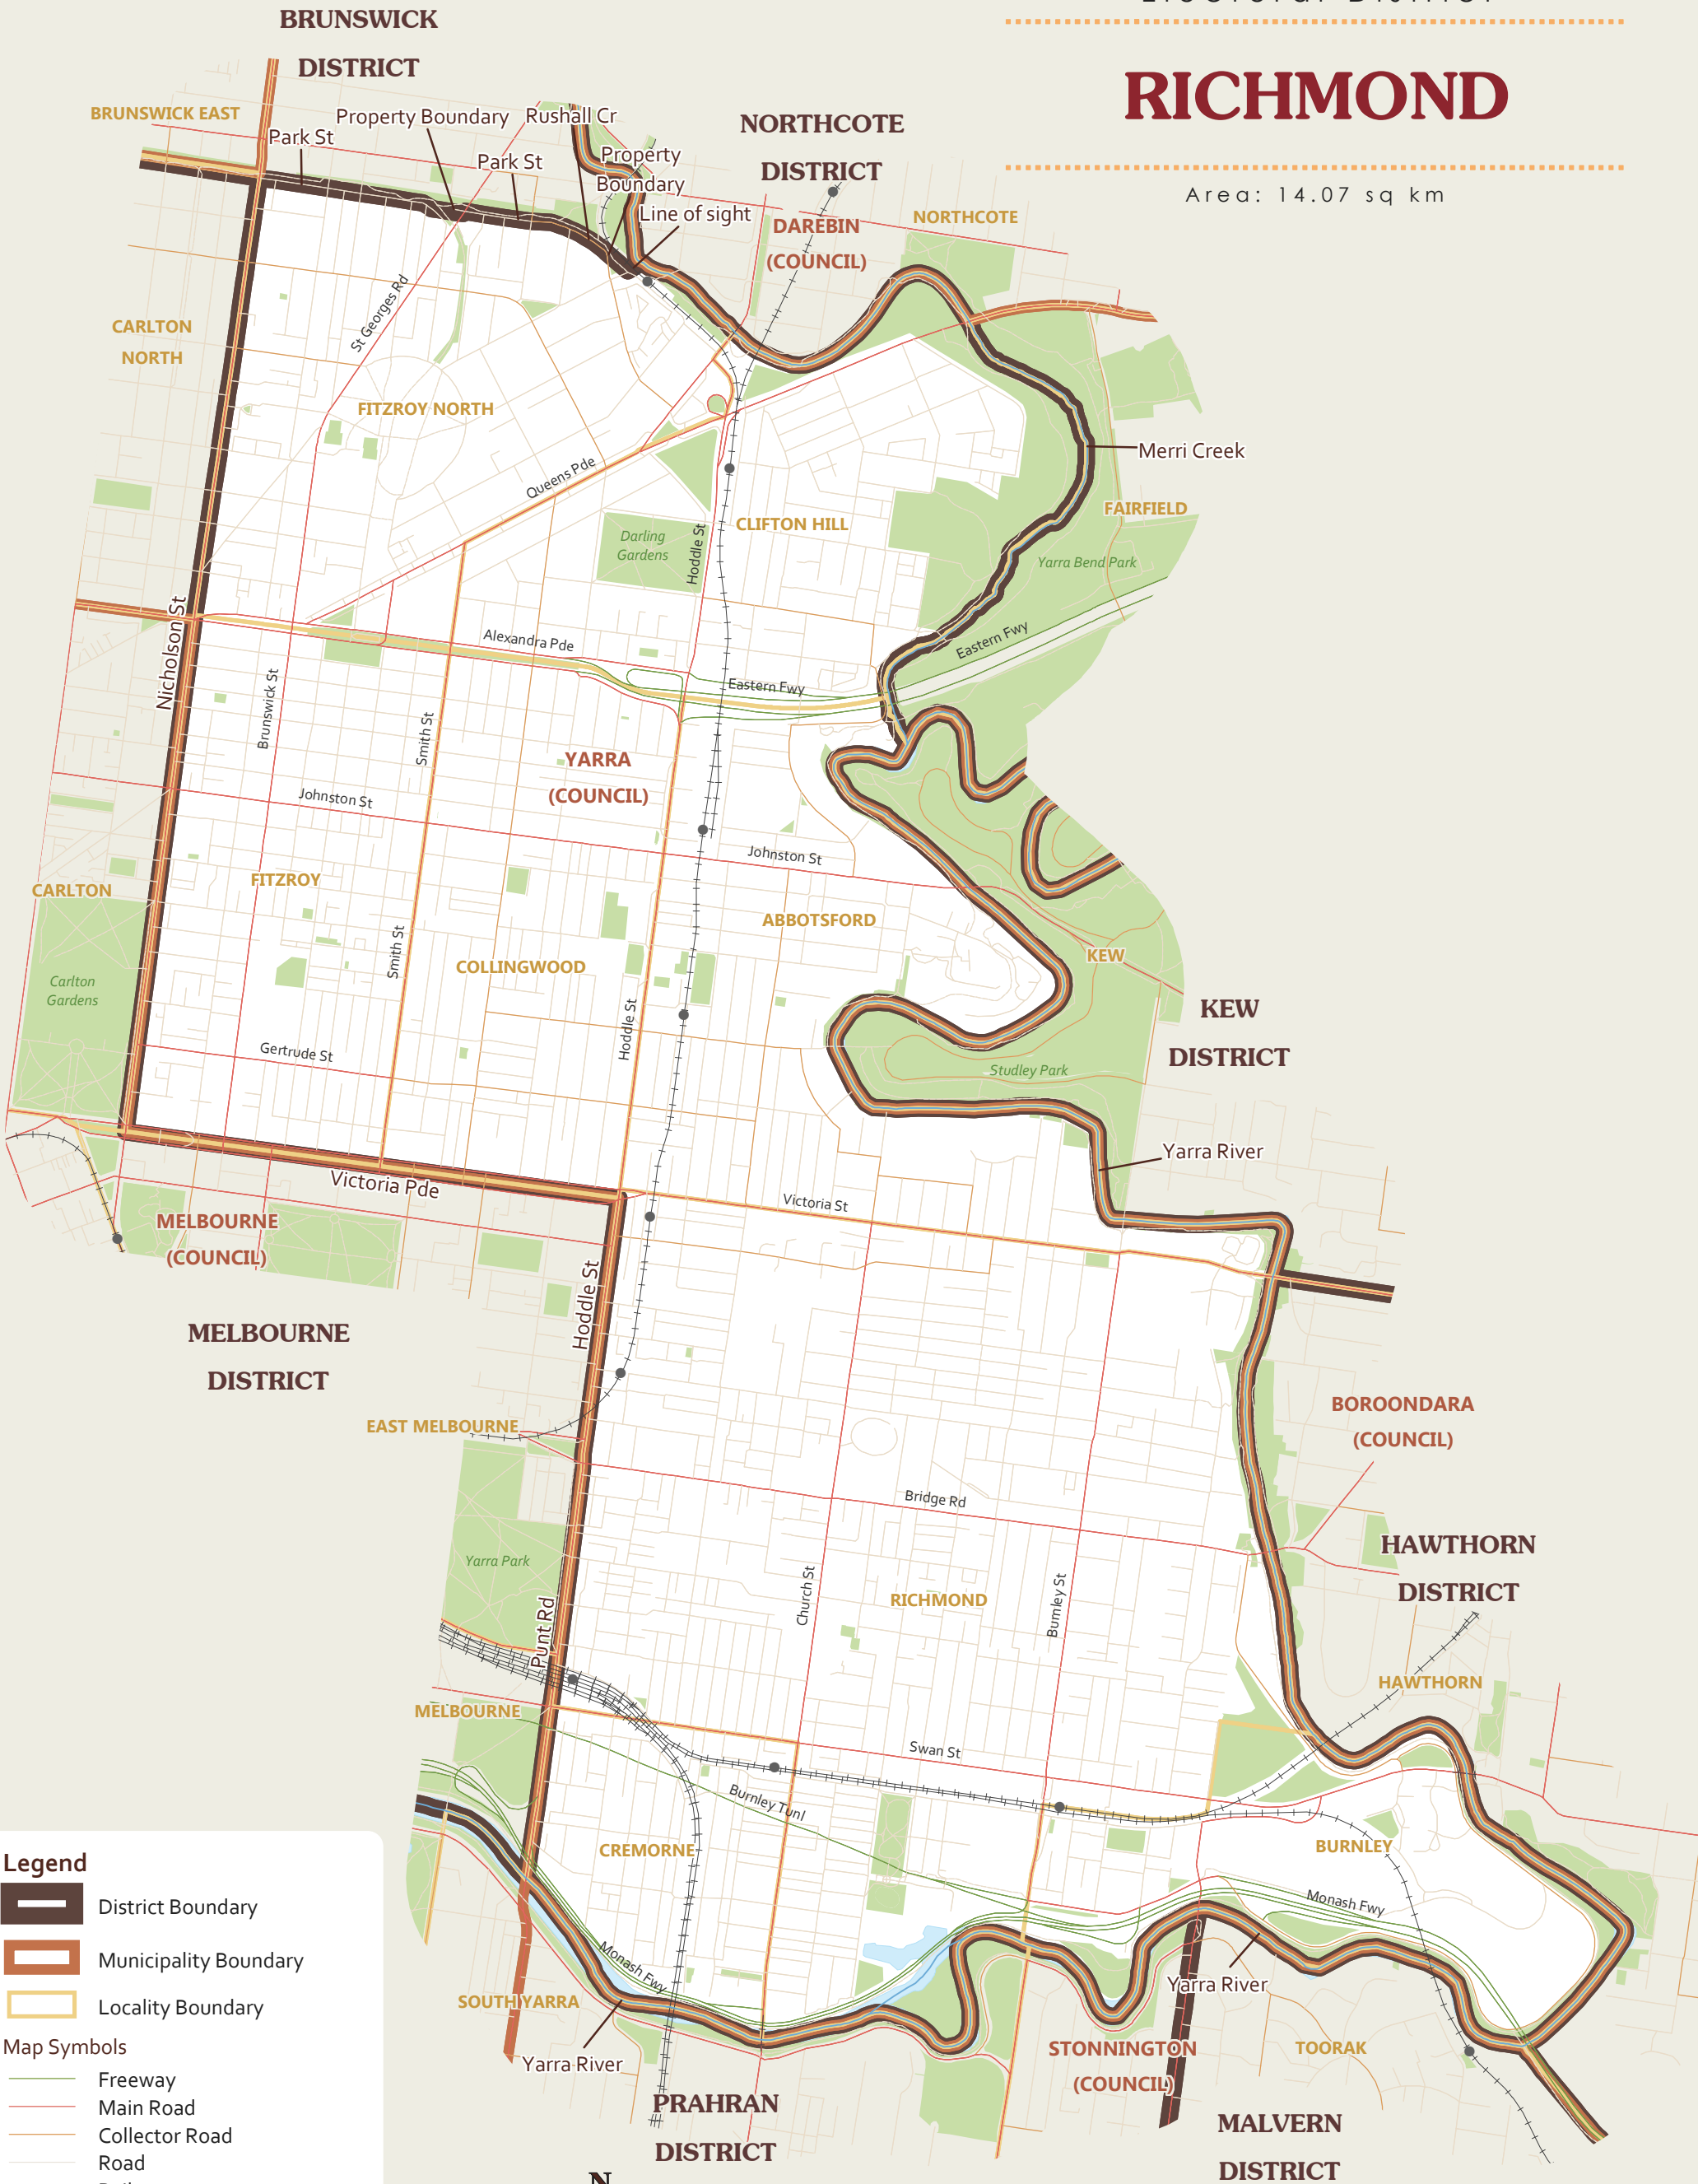 Electoral District
RICHMOND
Area: 14.07 sq km
BRUNSWICK
DISTRICT
BRUNSWICK EAST
Park St
Property Boundary
Rushall Cr
Park St
Property
Boundary
Line of sight
NORTHCOTE
DISTRICT
DAREBIN
(COUNCIL)
NORTHCOTE
CARLTON
NORTH
St Georges Rd
FITZROY NORTH
Merri Creek
Queens Pde
CLIFTON HILL
FAIRFIELD
Darling
Gardens
Hoddle St
Yarra Bend Park
Nicholson St
Alexandra Pde
Eastern Fwy
Eastern Fwy
Brunswick St
Smith St
YARRA
(COUNCIL)
Johnston St
Johnston St
CARLTON
FITZROY
ABBOTSFORD
Smith St
COLLINGWOOD
KEW
Carlton
Gardens
Hoddle St
KEW
DISTRICT
Gertrude St
Studley Park
Yarra River
Victoria Pde
Victoria St
MELBOURNE
(COUNCIL)
Hoddle St
MELBOURNE
DISTRICT
EAST MELBOURNE
BOROONDARA
(COUNCIL)
Bridge Rd
HAWTHORN
DISTRICT
Yarra Park
Church St
RICHMOND
Burnley St
Punt Rd
HAWTHORN
MELBOURNE
Swan St
Burnley Tunl
CREMORNE
BURNLEY
Monash Fwy
Monash Fwy
SOUTH YARRA
Yarra River
Yarra River
STONNINGTON
(COUNCIL)
TOORAK
PRAHRAN
DISTRICT
MALVERN
DISTRICT
N
Legend
District Boundary
Municipality Boundary
Locality Boundary
Map Symbols
Freeway
Main Road
Collector Road
Road